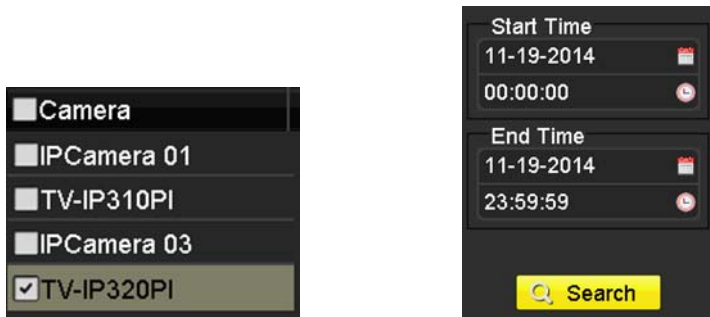 Camera
IPCamera 01
TV-IP310PI
IPCamera 03
TV-IP320PI
Start Time
11-19-2014
00:00:00
End Time
11-19-2014
23:59:59
Search